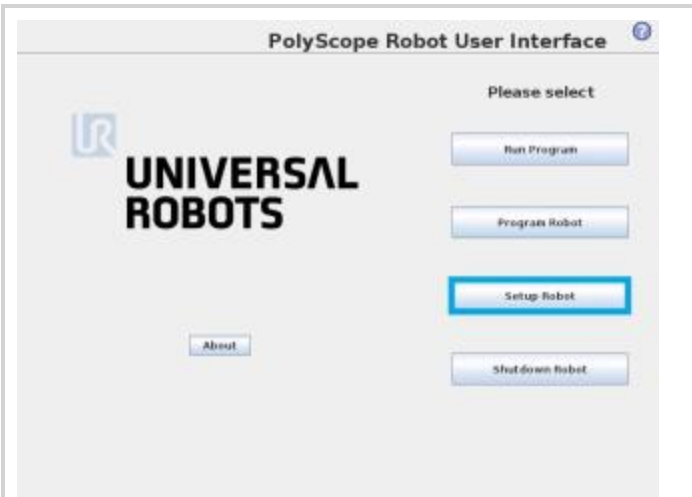 PolyScope Robot User Interface
?
Please select
UR
UNIVERSAL
ROBOTS
Run Program
Program Robot
Setup Robot
About
Shutdown Robot